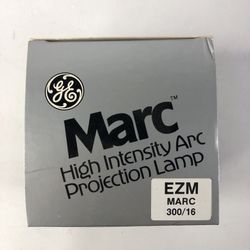 GE
Marc™
High Intensity Arc
Projection Lamp
EZM
MARC
300/16